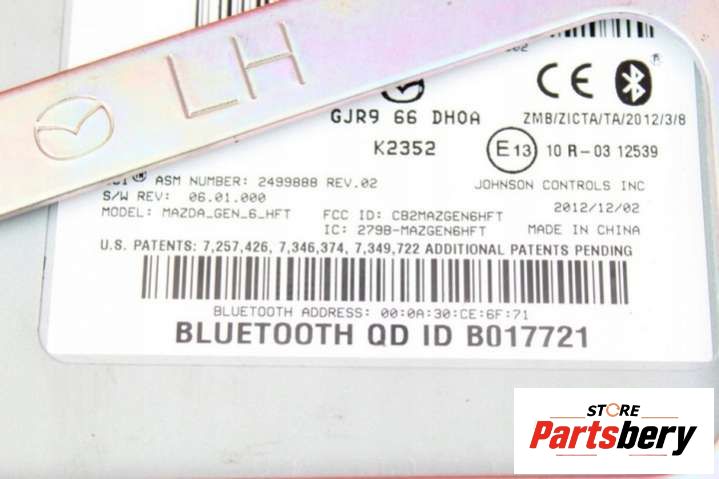 LH
GJR9 66 DH0A
ZMB/ZICTA/TA/2012/3/8
K2352
E13 10 R-03 12539
ASM NUMBER: 2499888 REV.02
JOHNSON CONTROLS INC
S/W REV: 06.01.000
2012/12/02
MODEL: MAZDA_GEN_6_HFT
FCC ID: CB2MAZGEN6HFT
IC: 279B-MAZGEN6HFT
MADE IN CHINA
U.S. PATENTS: 7,257,426, 7,346,374, 7,349,722 ADDITIONAL PATENTS PENDING
BLUETOOTH ADDRESS: 00:0A:30:CE:6F:71
BLUETOOTH QD ID B017721
STORE
Partsbery